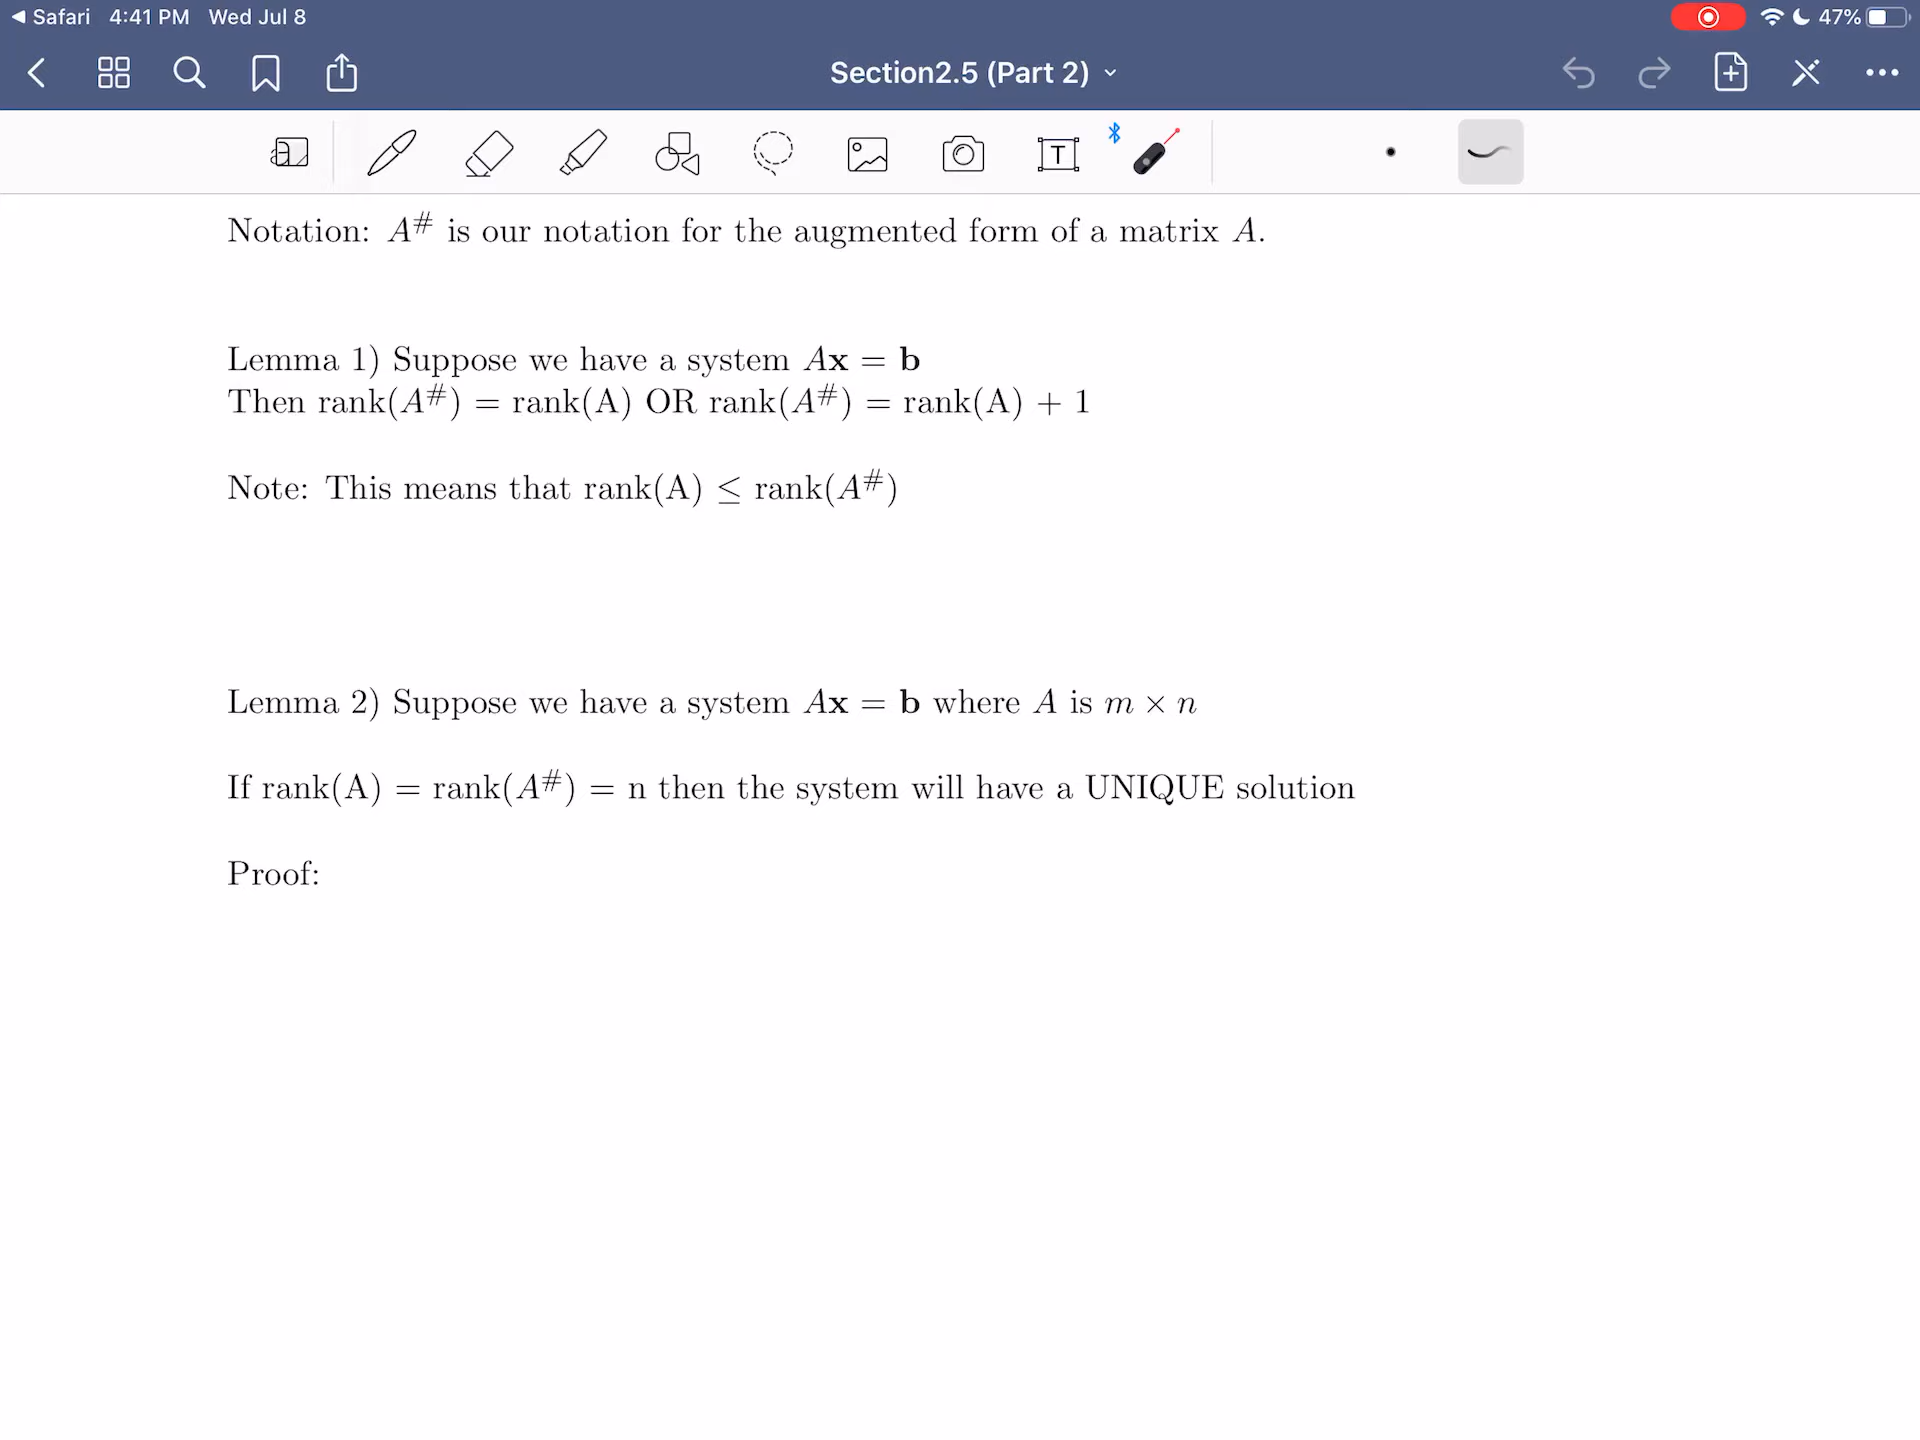 Safari 4:41 PM Wed Jul 8 47%
Section2.5 (Part 2)
a T
Notation: A# is our notation for the augmented form of a matrix A.
Lemma 1) Suppose we have a system Ax = b
Then rank(A#) = rank(A) OR rank(A#) = rank(A) + 1
Note: This means that rank(A) ≤ rank(A#)
Lemma 2) Suppose we have a system Ax = b where A is m × n
If rank(A) = rank(A#) = n then the system will have a UNIQUE solution
Proof: